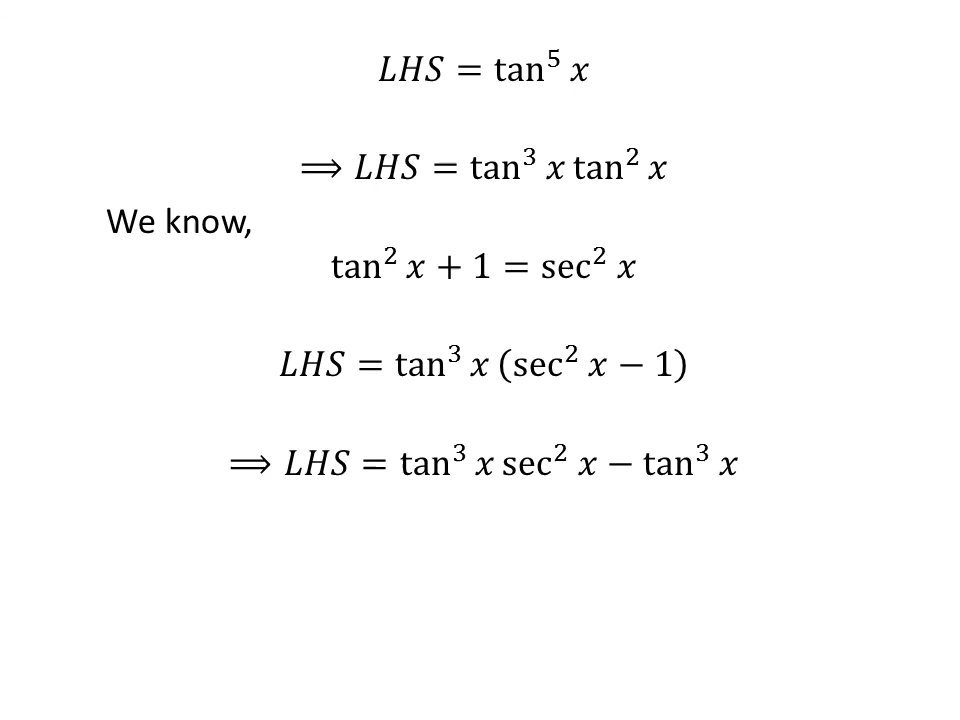 𝐿𝐻𝑆 = tan⁵ 𝑥
⟹ 𝐿𝐻𝑆 = tan³ 𝑥 tan² 𝑥
We know,
tan² 𝑥 + 1 = sec² 𝑥
𝐿𝐻𝑆 = tan³ 𝑥 (sec² 𝑥 − 1)
⟹ 𝐿𝐻𝑆 = tan³ 𝑥 sec² 𝑥 − tan³ 𝑥